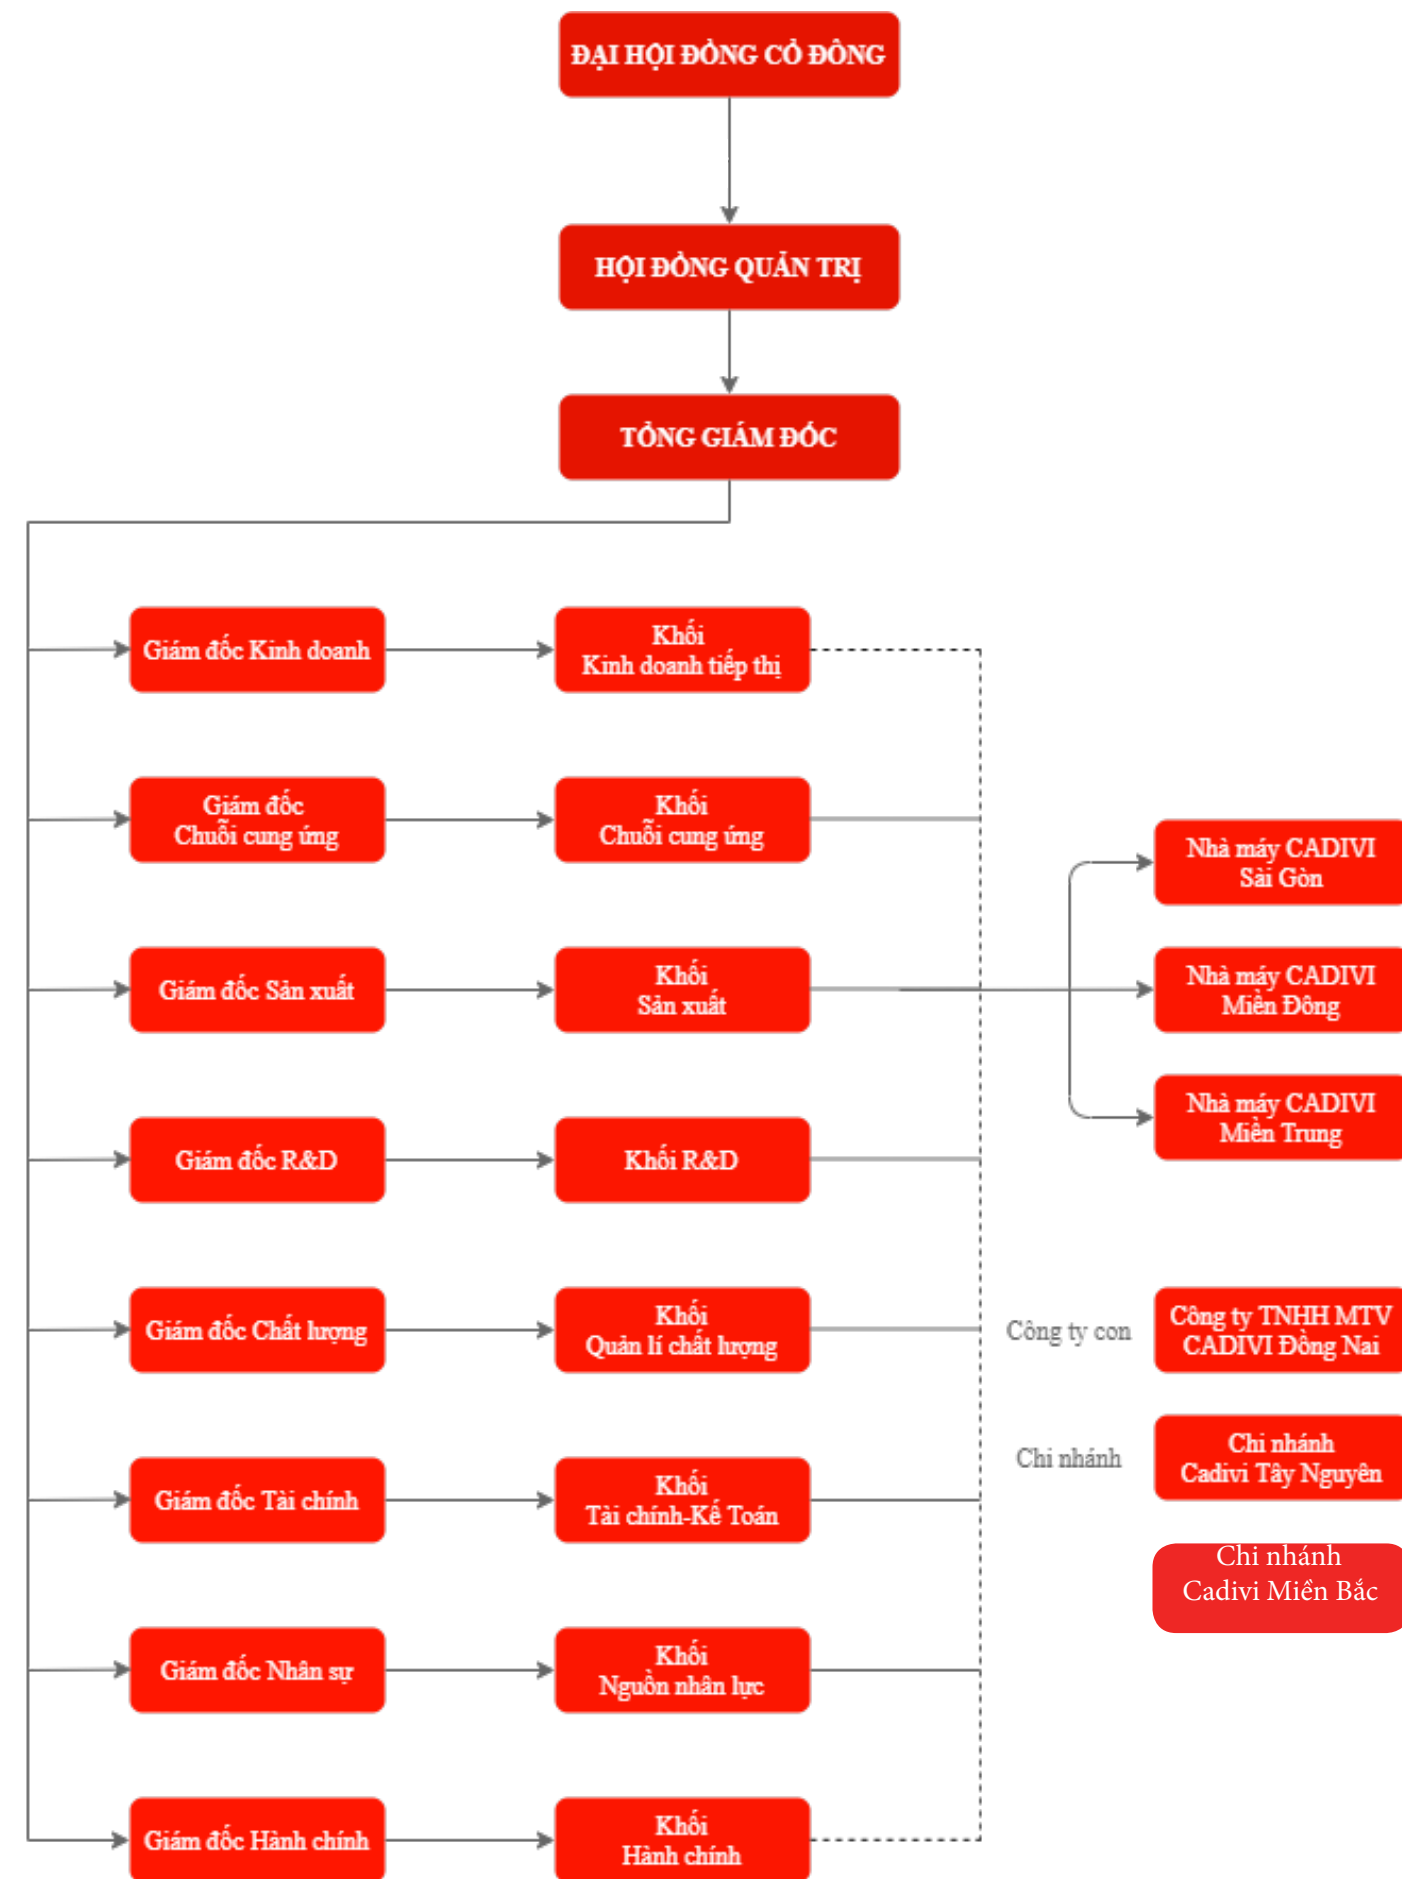 ĐẠI HỘI ĐỒNG CỔ ĐÔNG
HỘI ĐỒNG QUẢN TRỊ
TỔNG GIÁM ĐỐC
Giám đốc Kinh doanh
Khối
Kinh doanh tiếp thị
Giám đốc
Chuỗi cung ứng
Khối
Chuỗi cung ứng
Nhà máy CADIVI
Sài Gòn
Giám đốc Sản xuất
Khối
Sản xuất
Nhà máy CADIVI
Miền Đông
Nhà máy CADIVI
Miền Trung
Giám đốc R&D
Khối R&D
Giám đốc Chất lượng
Khối
Quản lí chất lượng
Công ty con
Công ty TNHH MTV
CADIVI Đồng Nai
Chi nhánh
Chi nhánh
Cadivi Tây Nguyên
Giám đốc Tài chính
Khối
Tài chính-Kế Toán
Chi nhánh
Cadivi Miền Bắc
Giám đốc Nhân sự
Khối
Nguồn nhân lực
Giám đốc Hành chính
Khối
Hành chính